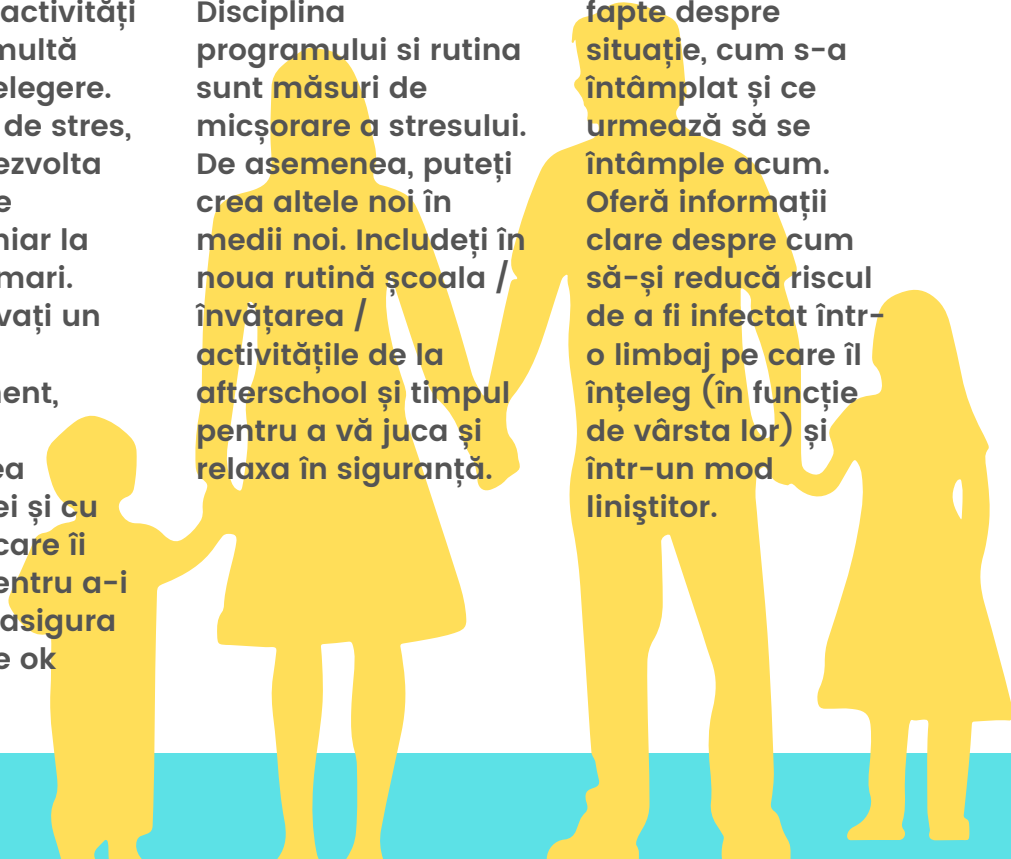 activități
multă
elegere.
de stres,
ezvolta
e
hiar la
mari.
vați un
ent,
ea
ei și cu
care îi
entru a-i
asigura
e ok
Disciplina
programului si rutina
sunt măsuri de
micșorare a stresului.
De asemenea, puteți
crea altele noi în
medii noi. Includeți în
noua rutină școala /
învățarea /
activitățile de la
afterschool și timpul
pentru a vă juca și
relaxa în siguranță.
fapte despre
situație, cum s-a
întâmplat și ce
urmează să se
întâmple acum.
Oferă informații
clare despre cum
să-și reducă riscul
de a fi infectat într-
o limbaj pe care îl
înțeleg (în funcție
de vârsta lor) și
într-un mod
liniştitor.